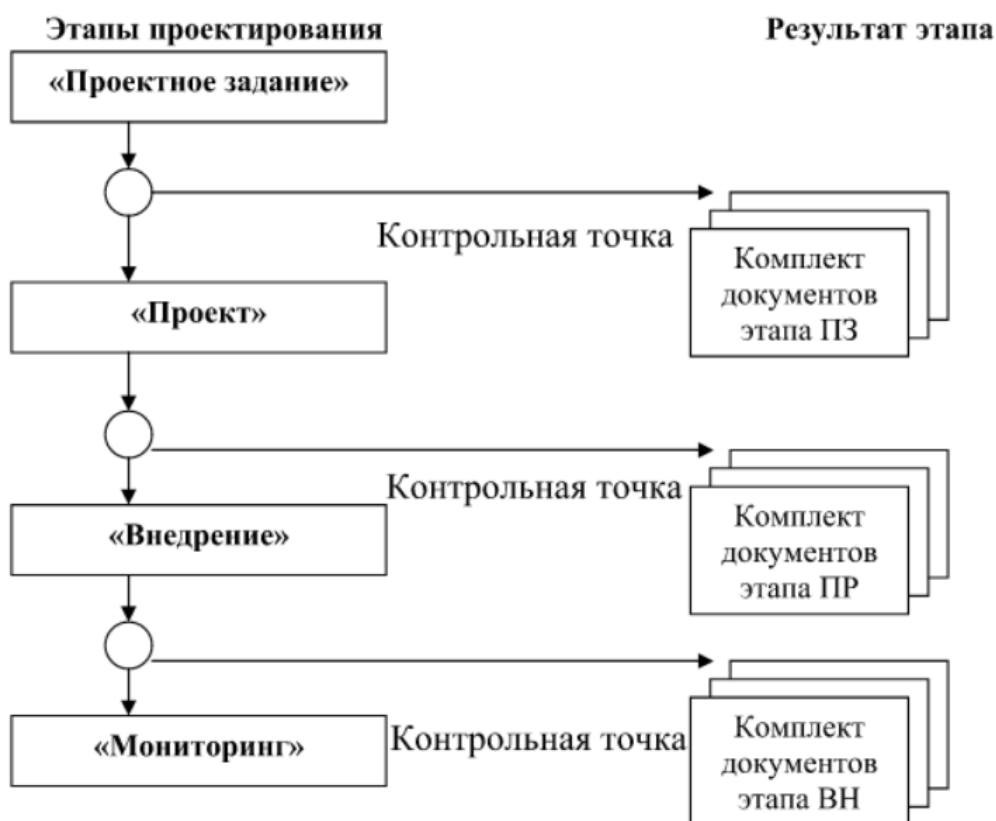 Этапы проектирования
Результат этапа
«Проектное задание»
Контрольная точка
Комплект
документов
этапа ПЗ
«Проект»
Контрольная точка
Комплект
документов
этапа ПР
«Внедрение»
Контрольная точка
Комплект
документов
этапа ВН
«Мониторинг»